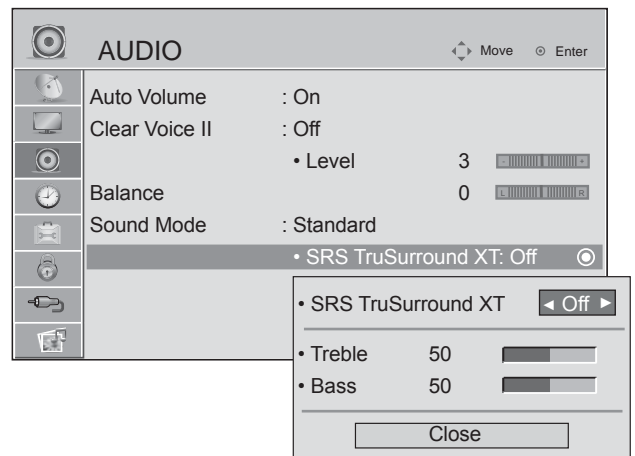 AUDIO Move Enter
Auto Volume : On
Clear Voice II : Off
• Level 3 - +
Balance 0 L R
Sound Mode : Standard
• SRS TruSurround XT: Off
• SRS TruSurround XT ◄ Off ►
• Treble 50
• Bass 50
Close